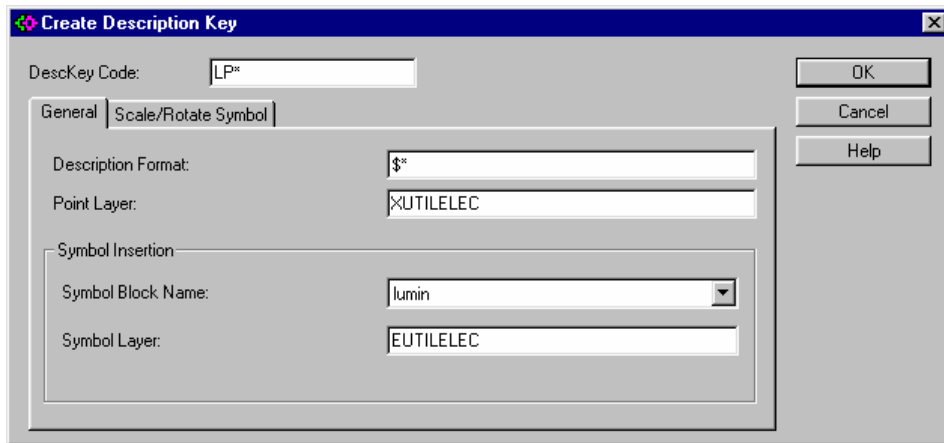 Create Description Key
DescKey Code: LP* OK
General Scale/Rotate Symbol Cancel
Help
Description Format: $*
Point Layer: XUTILELEC
Symbol Insertion
Symbol Block Name: lumin
Symbol Layer: EUTILELEC